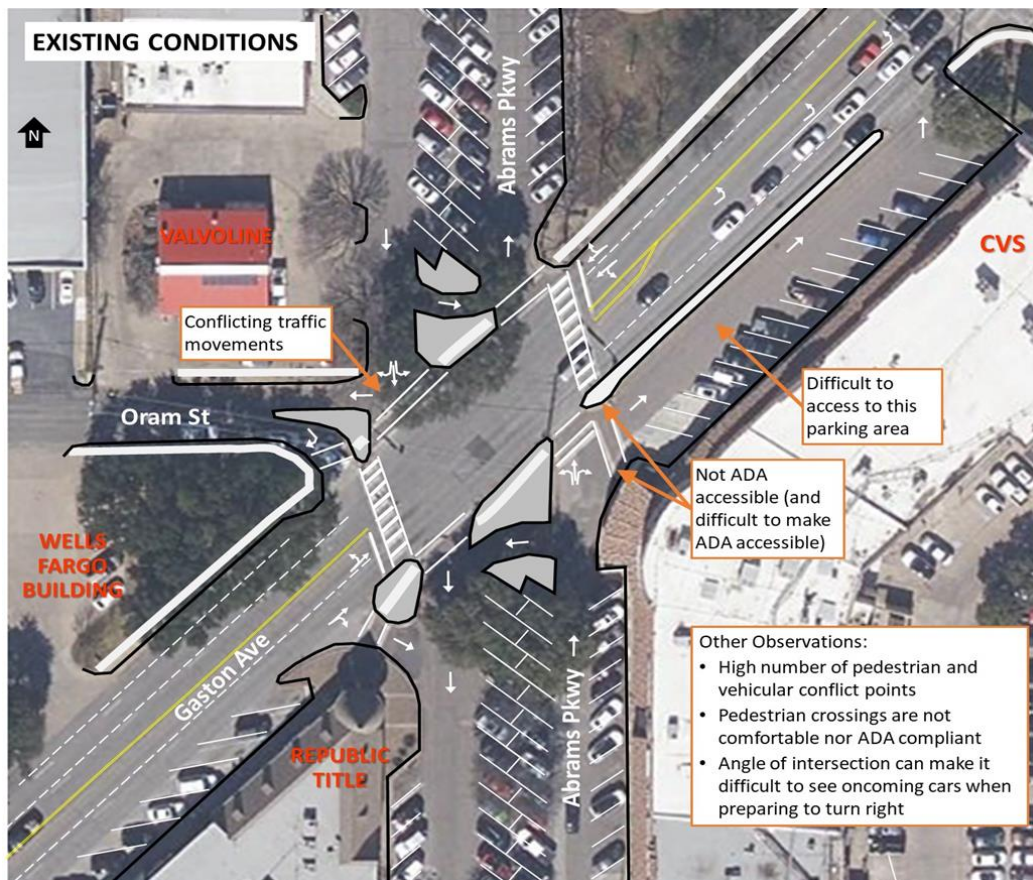 EXISTING CONDITIONS
N
Abrams Pkwy
VALVOLINE
CVS
Conflicting traffic
movements
Oram St
Difficult to
access to this
parking area
Not ADA
accessible (and
difficult to make
ADA accessible)
WELLS
FARGO
BUILDING
Gaston Ave
REPUBLIC
TITLE
Abrams Pkwy
Other Observations:
• High number of pedestrian and
vehicular conflict points
• Pedestrian crossings are not
comfortable nor ADA compliant
• Angle of intersection can make it
difficult to see oncoming cars when
preparing to turn right